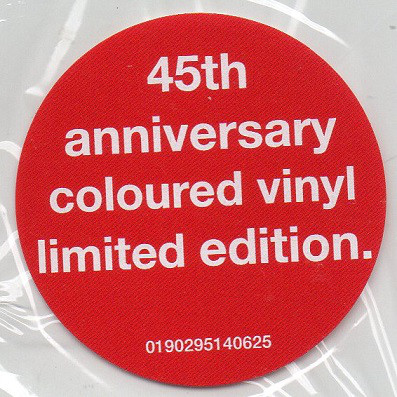 45th
anniversary
coloured vinyl
limited edition.
0190295140625